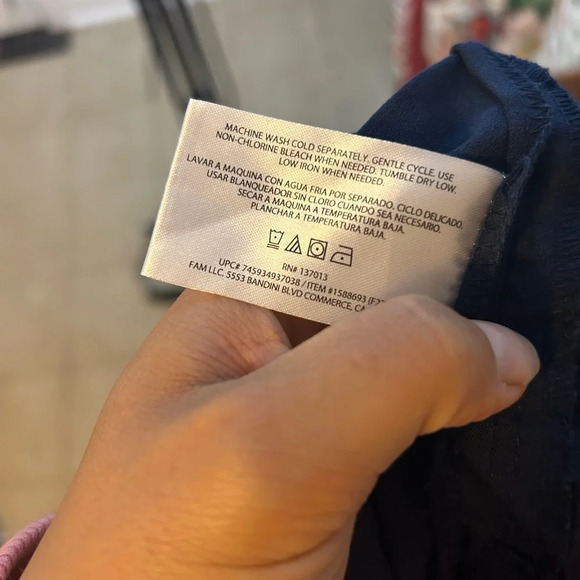 MACHINE WASH COLD SEPARATELY. GENTLE CYCLE. USE
NON-CHLORINE BLEACH WHEN NEEDED. TUMBLE DRY LOW.
LOW IRON WHEN NEEDED.
LAVAR A MAQUINA CON AGUA FRIA POR SEPARADO. CICLO DELICADO.
USAR BLANQUEADOR SIN CLORO CUANDO SEA NECESARIO.
SECAR A MAQUINA A TEMPERATURA BAJA.
PLANCHAR A TEMPERATURA BAJA.
RN# 137013
UPC# 745934937038 / ITEM #1588693
FAM LLC. 5553 BANDINI BLVD COMMERCE, CA